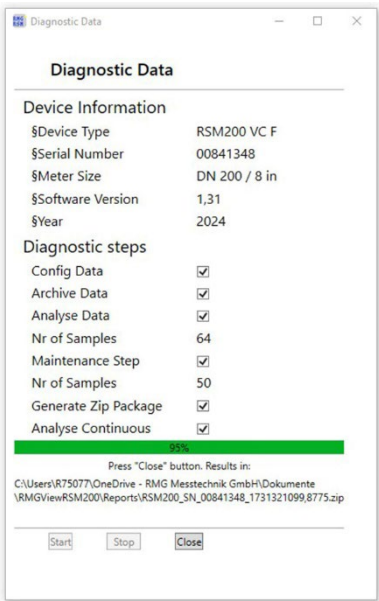 RMG
RSM
Diagnostic Data
Diagnostic Data
Device Information
§Device Type RSM200 VC F
§Serial Number 00841348
§Meter Size DN 200 / 8 in
§Software Version 1,31
§Year 2024
Diagnostic steps
Config Data
Archive Data
Analyse Data
Nr of Samples 64
Maintenance Step
Nr of Samples 50
Generate Zip Package
Analyse Continuous
95%
Press "Close" button. Results in:
C:\Users\R75077\OneDrive - RMG Messtechnik GmbH\Dokumente
\RMGViewRSM200\Reports\RSM200_SN_00841348_1731321099,8775.zip
Start Stop Close